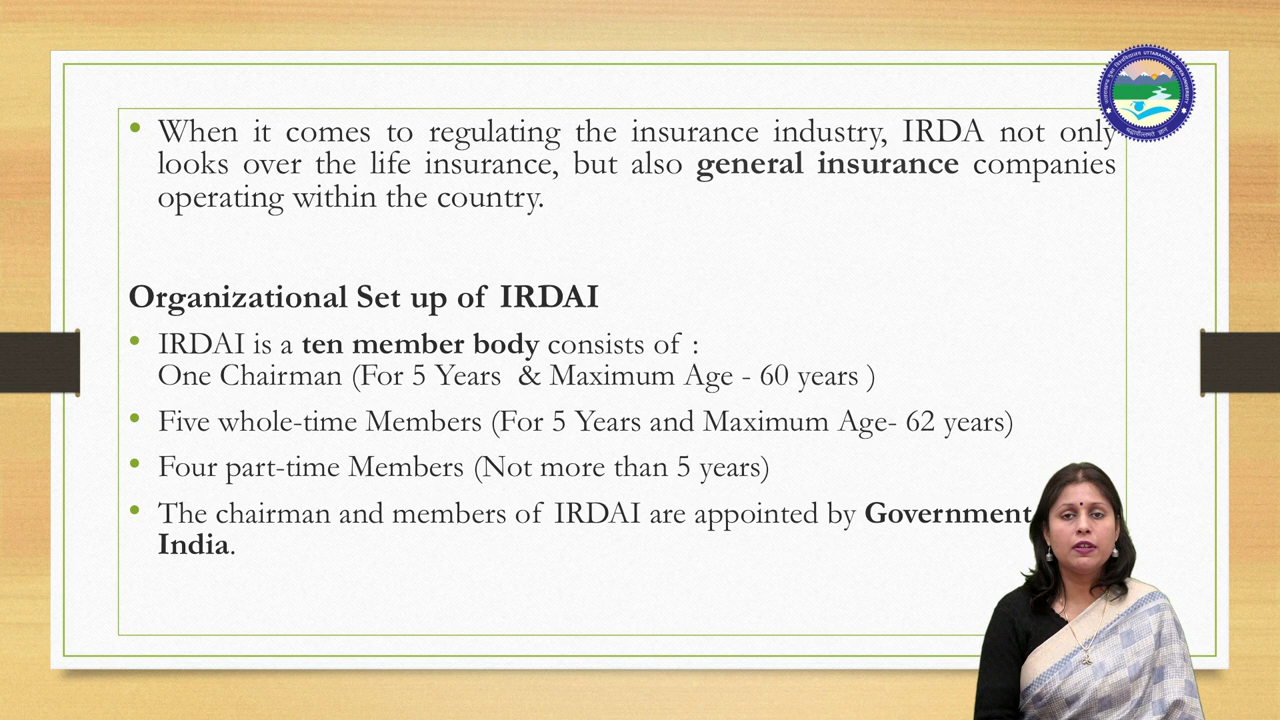 UTTARAKHAND OPEN UNIVERSITY
When it comes to regulating the insurance industry, IRDA not only
looks over the life insurance, but also general insurance companies
operating within the country.
Organizational Set up of IRDAI
IRDAI is a ten member body consists of :
One Chairman (For 5 Years & Maximum Age - 60 years )
Five whole-time Members (For 5 Years and Maximum Age- 62 years)
Four part-time Members (Not more than 5 years)
The chairman and members of IRDAI are appointed by Government
India.